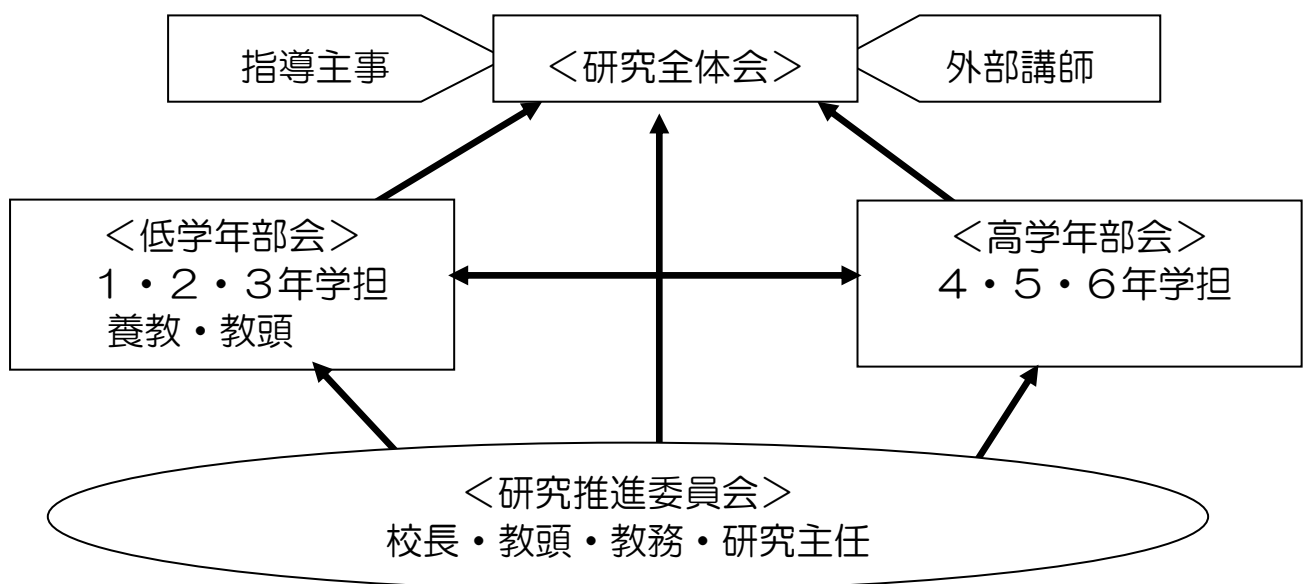 指導主事
<研究全体会>
外部講師
<低学年部会>
1・2・3年学担
養教・教頭
<高学年部会>
4・5・6年学担
<研究推進委員会>
校長・教頭・教務・研究主任